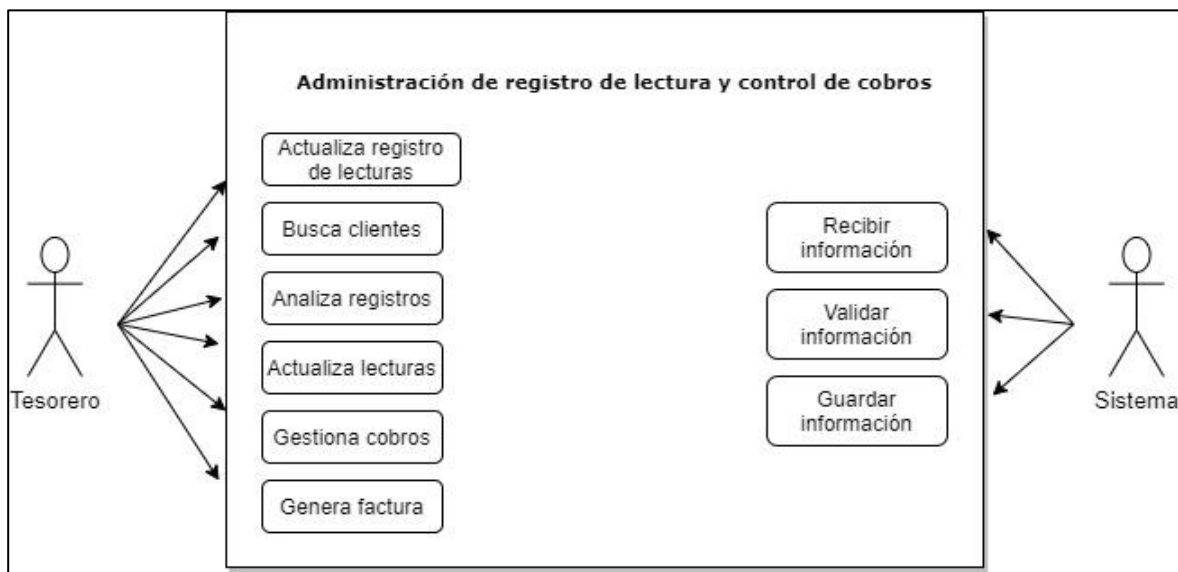 Administración de registro de lectura y control de cobros
Actualiza registro
de lecturas
Busca clientes
Analiza registros
Actualiza lecturas
Gestiona cobros
Genera factura
Recibir
información
Validar
información
Guardar
información
Tesorero
Sistema